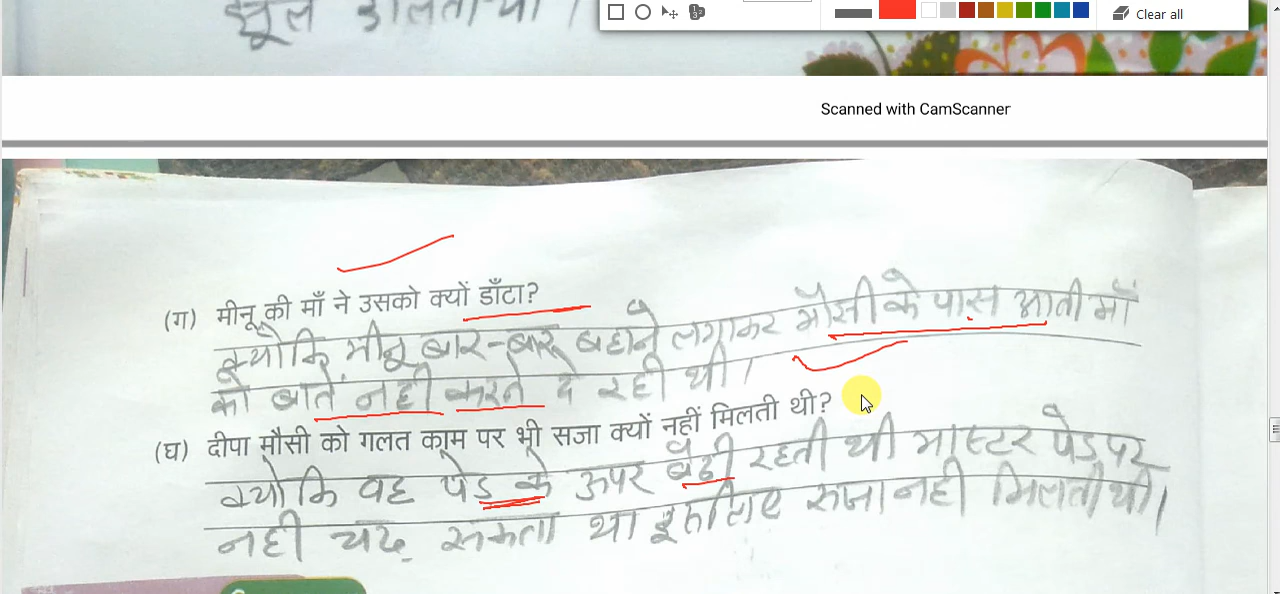 झूल डालता था।
Clear all
Scanned with CamScanner
(ग) मीनू की माँ ने उसको क्यों डाँटा?
क्योकि मीनू बार-बार बहाने लगाकर मौसी के पास आती माँ
को बातें नही करने दे रही थी।
(घ) दीपा मौसी को गलत काम पर भी सजा क्यों नहीं मिलती थी?
क्योकि वह पेड के ऊपर बैठी रहती थी मास्टर पेड पर
नही चढ सकता था इसलिए सजा नही मिलती थी।